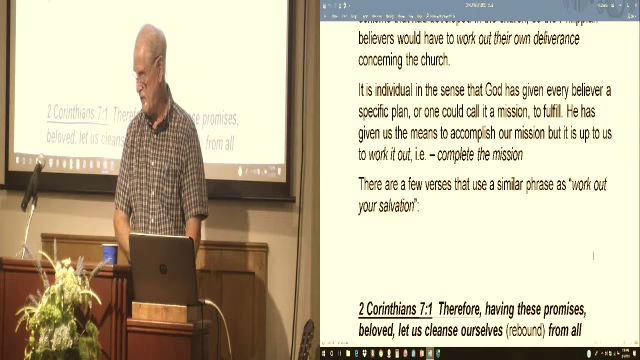 2 Corinthians 7:1 Therefore
these promises,
beloved, let us cleanse
from all
believers would have to work out their own deliverance
concerning the church.
It is individual in the sense that God has given every believer a
specific plan, or one could call it a mission, to fulfill. He has
given us the means to accomplish our mission but it is up to us
to work it out, i.e. – complete the mission
There are a few verses that use a similar phrase as “work out
your salvation”:
2 Corinthians 7:1 Therefore, having these promises,
beloved, let us cleanse ourselves (rebound) from all